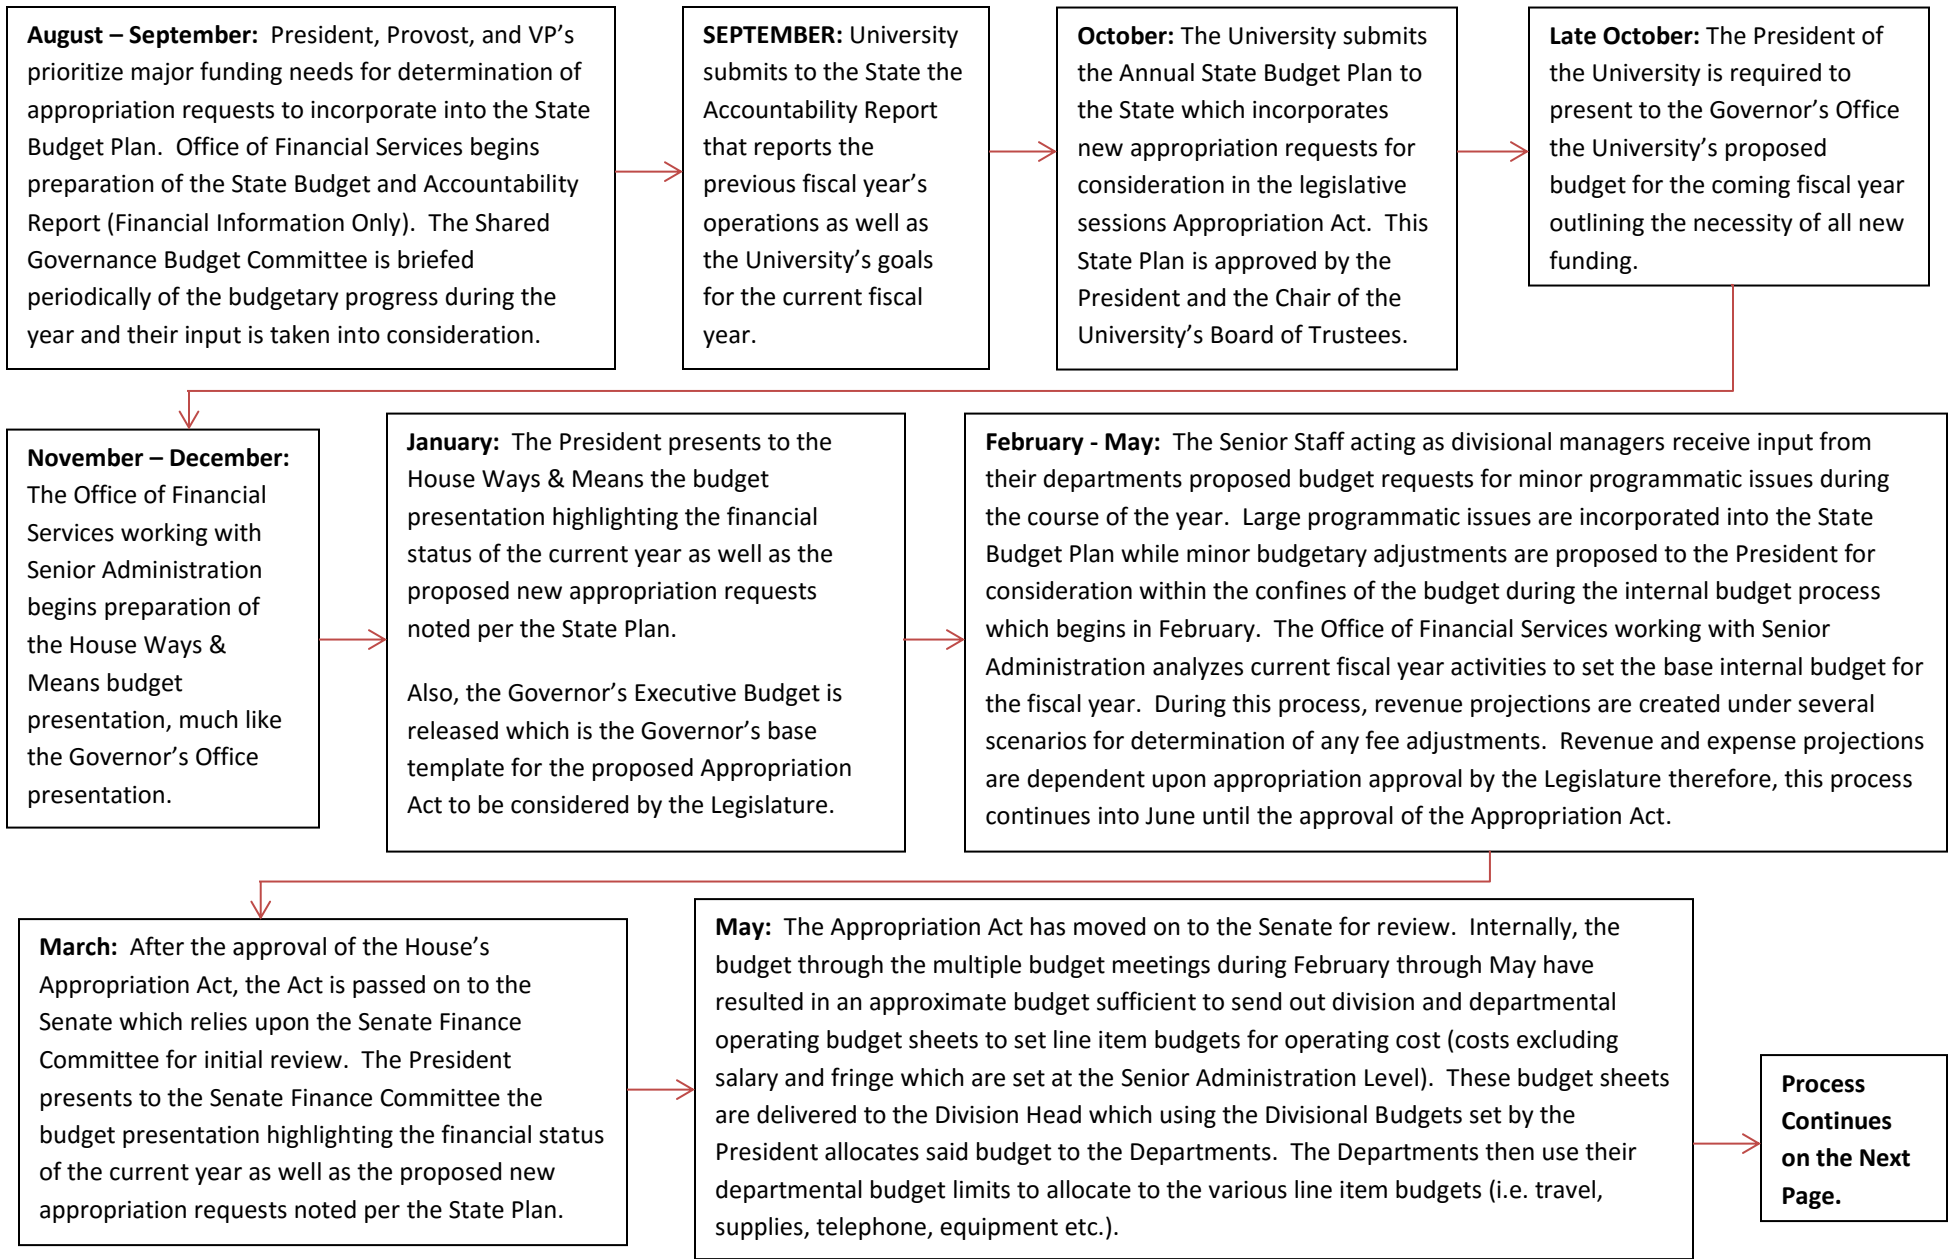 August – September: President, Provost, and VP's
prioritize major funding needs for determination of
appropriation requests to incorporate into the State
Budget Plan. Office of Financial Services begins
preparation of the State Budget and Accountability
Report (Financial Information Only). The Shared
Governance Budget Committee is briefed
periodically of the budgetary progress during the
year and their input is taken into consideration.
SEPTEMBER: University
submits to the State the
Accountability Report
that reports the
previous fiscal year's
operations as well as
the University's goals
for the current fiscal
year.
October: The University submits
the Annual State Budget Plan to
the State which incorporates
new appropriation requests for
consideration in the legislative
sessions Appropriation Act. This
State Plan is approved by the
President and the Chair of the
University's Board of Trustees.
Late October: The President of
the University is required to
present to the Governor's Office
the University's proposed
budget for the coming fiscal year
outlining the necessity of all new
funding.
November – December:
The Office of Financial
Services working with
Senior Administration
begins preparation of
the House Ways &
Means budget
presentation, much like
the Governor's Office
presentation.
January: The President presents to the
House Ways & Means the budget
presentation highlighting the financial
status of the current year as well as the
proposed new appropriation requests
noted per the State Plan.
Also, the Governor's Executive Budget is
released which is the Governor's base
template for the proposed Appropriation
Act to be considered by the Legislature.
February - May: The Senior Staff acting as divisional managers receive input from
their departments proposed budget requests for minor programmatic issues during
the course of the year. Large programmatic issues are incorporated into the State
Budget Plan while minor budgetary adjustments are proposed to the President for
consideration within the confines of the budget during the internal budget process
which begins in February. The Office of Financial Services working with Senior
Administration analyzes current fiscal year activities to set the base internal budget for
the fiscal year. During this process, revenue projections are created under several
scenarios for determination of any fee adjustments. Revenue and expense projections
are dependent upon appropriation approval by the Legislature therefore, this process
continues into June until the approval of the Appropriation Act.
March: After the approval of the House's
Appropriation Act, the Act is passed on to the
Senate which relies upon the Senate Finance
Committee for initial review. The President
presents to the Senate Finance Committee the
budget presentation highlighting the financial status
of the current year as well as the proposed new
appropriation requests noted per the State Plan.
May: The Appropriation Act has moved on to the Senate for review. Internally, the
budget through the multiple budget meetings during February through May have
resulted in an approximate budget sufficient to send out division and departmental
operating budget sheets to set line item budgets for operating cost (costs excluding
salary and fringe which are set at the Senior Administration Level). These budget sheets
are delivered to the Division Head which using the Divisional Budgets set by the
President allocates said budget to the Departments. The Departments then use their
departmental budget limits to allocate to the various line item budgets (i.e. travel,
supplies, telephone, equipment etc.).
Process
Continues
on the Next
Page.